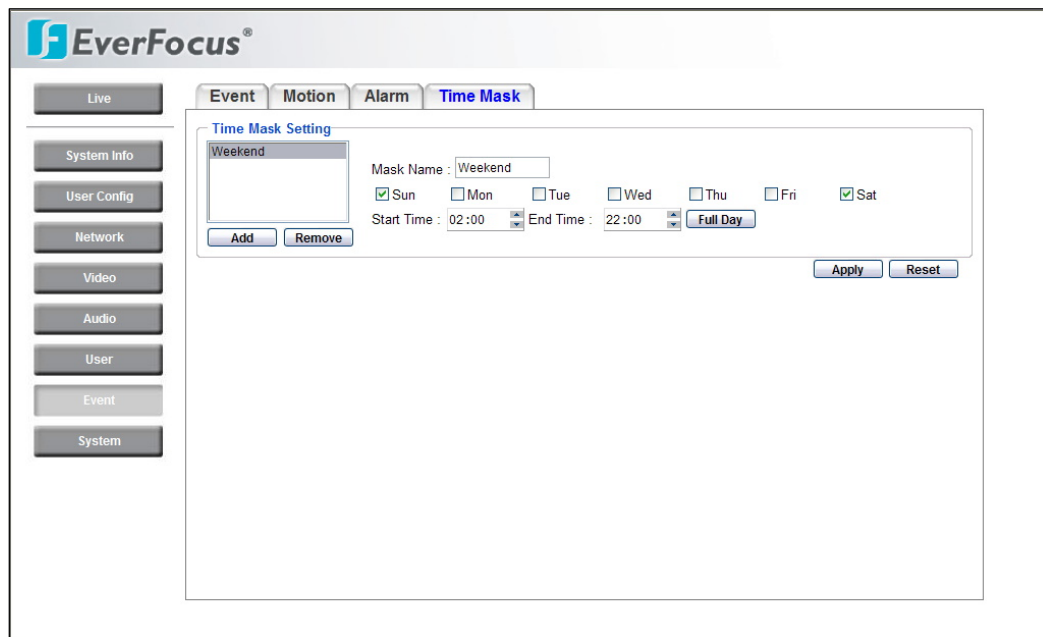 EverFocus®
Live
System Info
User Config
Network
Video
Audio
User
Event
System
Event Motion Alarm Time Mask
Time Mask Setting
Weekend
Add Remove
Mask Name : Weekend
Sun Mon Tue Wed Thu Fri Sat
Start Time : 02:00 End Time : 22:00 Full Day
Apply Reset